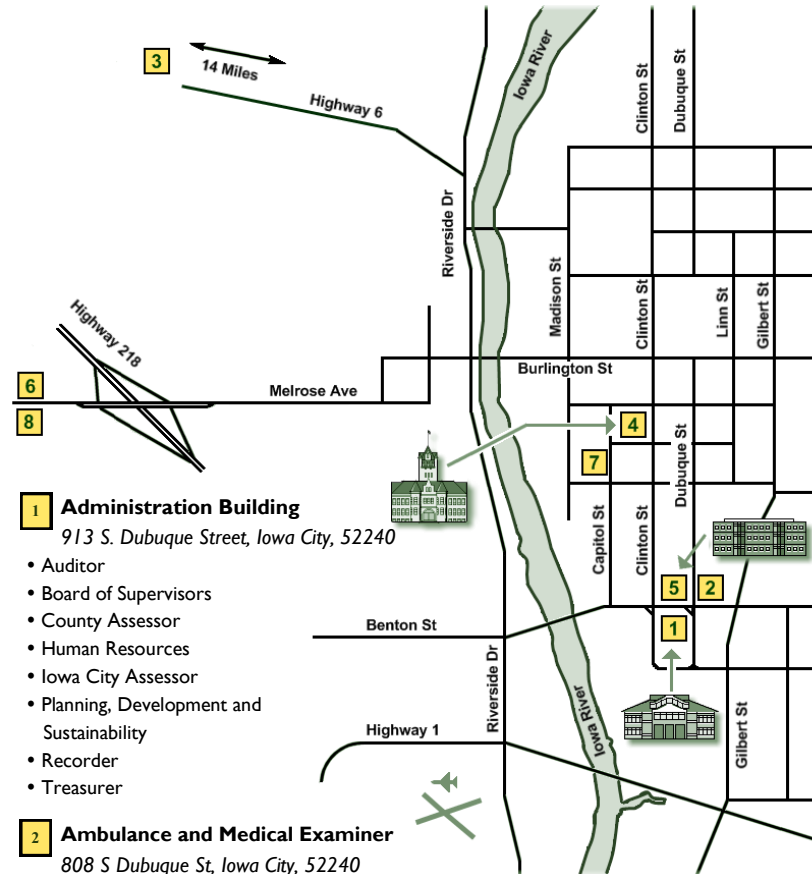 3
14 Miles
Highway 6
Iowa River
Clinton St
Dubuque St
Riverside Dr
Madison St
Clinton St
Linn St
Gilbert St
Highway 218
Burlington St
6
Melrose Ave
8
4
7
Dubuque St
1 Administration Building
913 S. Dubuque Street, Iowa City, 52240
• Auditor
• Board of Supervisors
• County Assessor
• Human Resources
• Iowa City Assessor
• Planning, Development and
Sustainability
• Recorder
• Treasurer
Capitol St
Clinton St
5
2
1
Benton St
Riverside Dr
Iowa River
Highway 1
Gilbert St
2 Ambulance and Medical Examiner
808 S Dubuque St, Iowa City, 52240